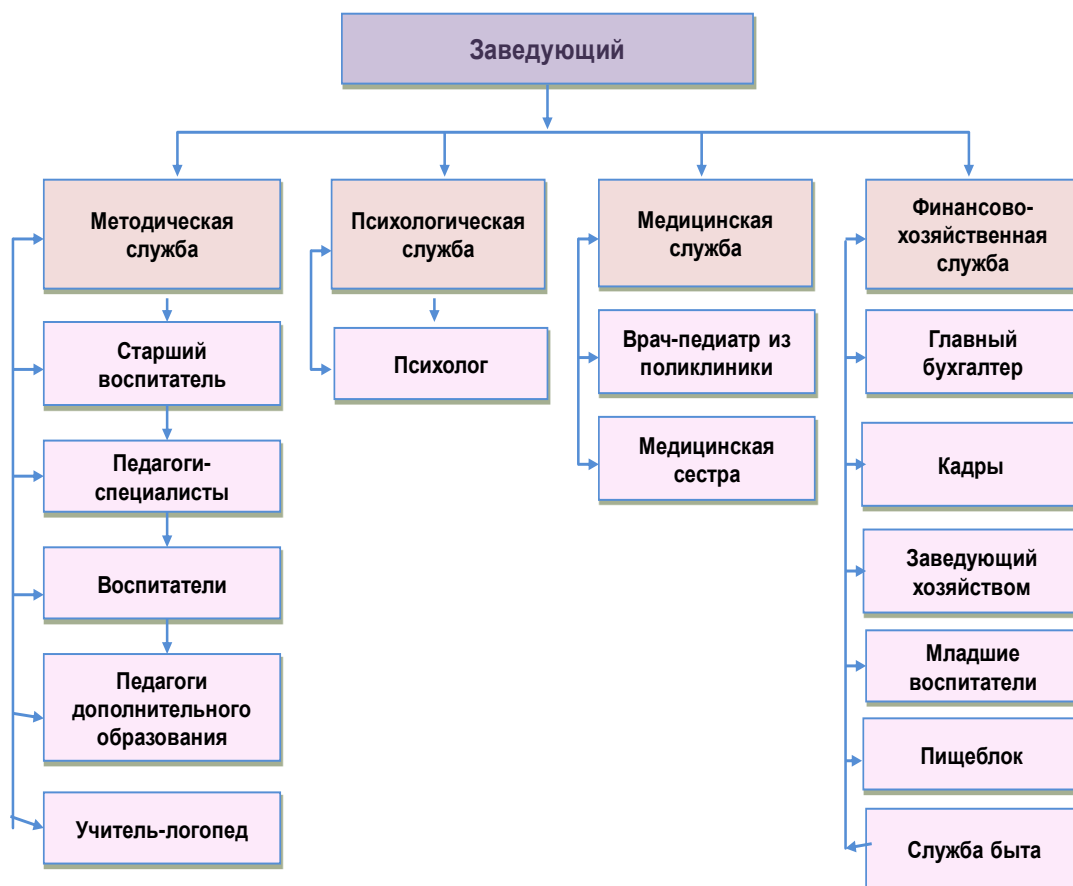 Заведующий
Методическая
служба
Психологическая
служба
Медицинская
служба
Финансово-
хозяйственная
служба
Старший
воспитатель
Педагоги-
специалисты
Воспитатели
Педагоги
дополнительного
образования
Учитель-логопед
Психолог
Врач-педиатр из
поликлиники
Медицинская
сестра
Главный
бухгалтер
Кадры
Заведующий
хозяйством
Младшие
воспитатели
Пищеблок
Служба быта